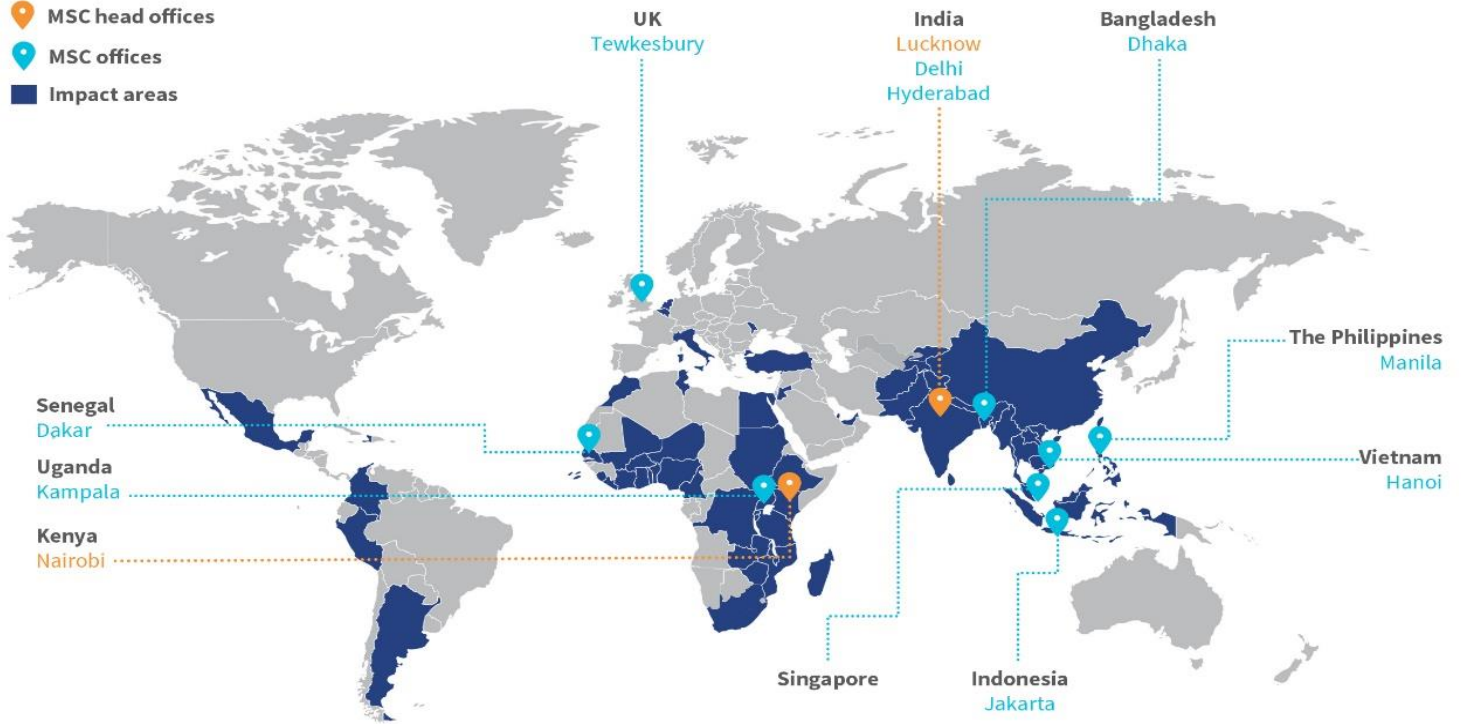 MSC head offices
MSC offices
Impact areas
UK
Tewkesbury
India
Lucknow
Delhi
Hyderabad
Bangladesh
Dhaka
The Philippines
Manila
Senegal
Dakar
Uganda
Kampala
Kenya
Nairobi
Vietnam
Hanoi
Singapore
Indonesia
Jakarta